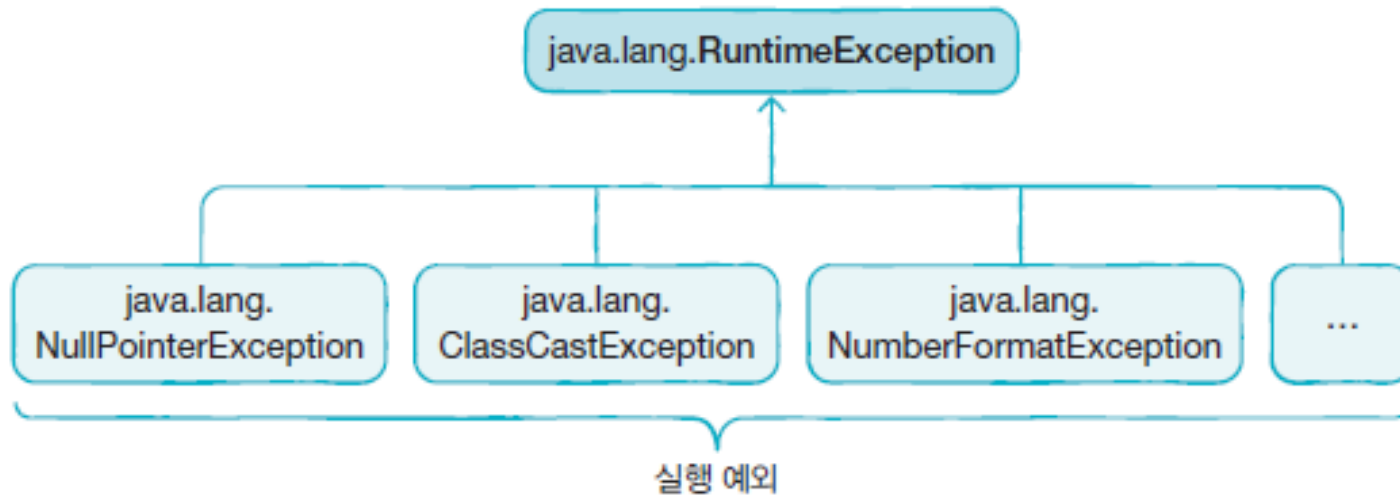 java.lang.RuntimeException
java.lang.
NullPointerException
java.lang.
ClassCastException
java.lang.
NumberFormatException
...
실행 예외